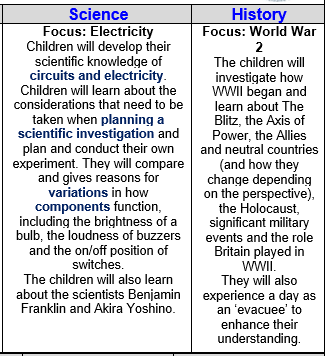 Science
Focus: Electricity
Children will develop their
scientific knowledge of
circuits and electricity.
Children will learn about the
considerations that need to be
taken when planning a
scientific investigation and
plan and conduct their own
experiment. They will compare
and gives reasons for
variations in how
components function,
including the brightness of a
bulb, the loudness of buzzers
and the on/off position of
switches.
The children will also learn
about the scientists Benjamin
Franklin and Akira Yoshino.
History
Focus: World War
2
The children will
investigate how
WWII began and
learn about The
Blitz, the Axis of
Power, the Allies
and neutral countries
(and how they
change depending
on the perspective),
the Holocaust,
significant military
events and the role
Britain played in
WWII.
They will also
experience a day as
an ‘evacuee’ to
enhance their
understanding.